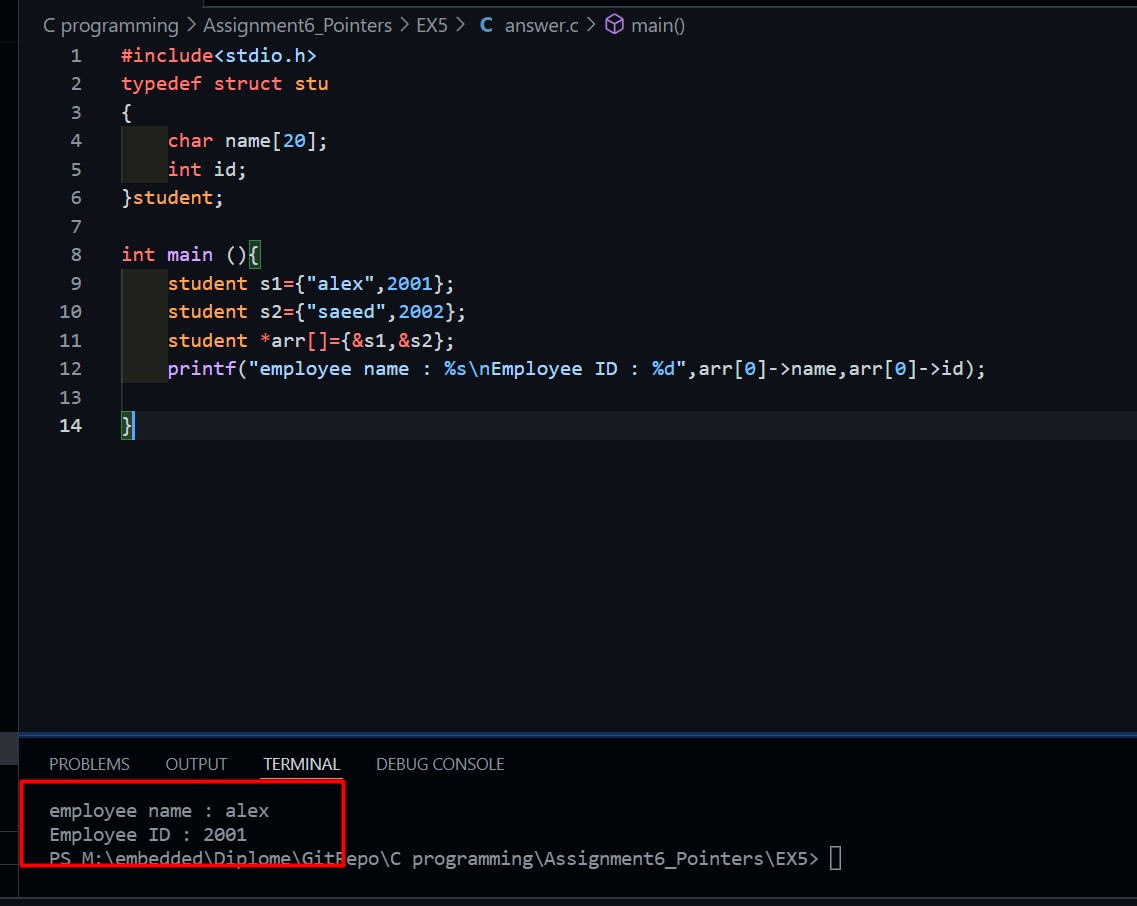 C programming > Assignment6_Pointers > EX5 > C answer.c > main()
1 #include<stdio.h>
2 typedef struct stu
3 {
4     char name[20];
5     int id;
6 }student;
7
8 int main (){
9     student s1={"alex",2001};
10     student s2={"saeed",2002};
11     student *arr[]={&s1,&s2};
12     printf("employee name : %s\nEmployee ID : %d",arr[0]->name,arr[0]->id);
13
14 }
PROBLEMS OUTPUT TERMINAL DEBUG CONSOLE
employee name : alex
Employee ID : 2001
PS M:\embedded\Diplome\GitRepo\C programming\Assignment6_Pointers\EX5>